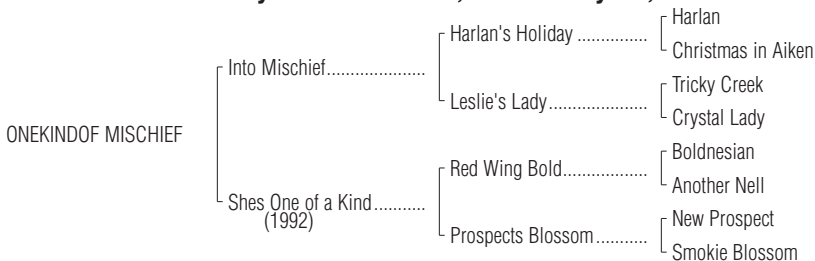 Harlan
Harlan's Holiday ...............
Christmas in Aiken
Into Mischief.....................
Tricky Creek
Leslie's Lady.....................
Crystal Lady
ONEKINDOF MISCHIEF
Boldnesian
Red Wing Bold..................
Another Nell
Shes One of a Kind...........
(1992)
New Prospect
Prospects Blossom...........
Smokie Blossom